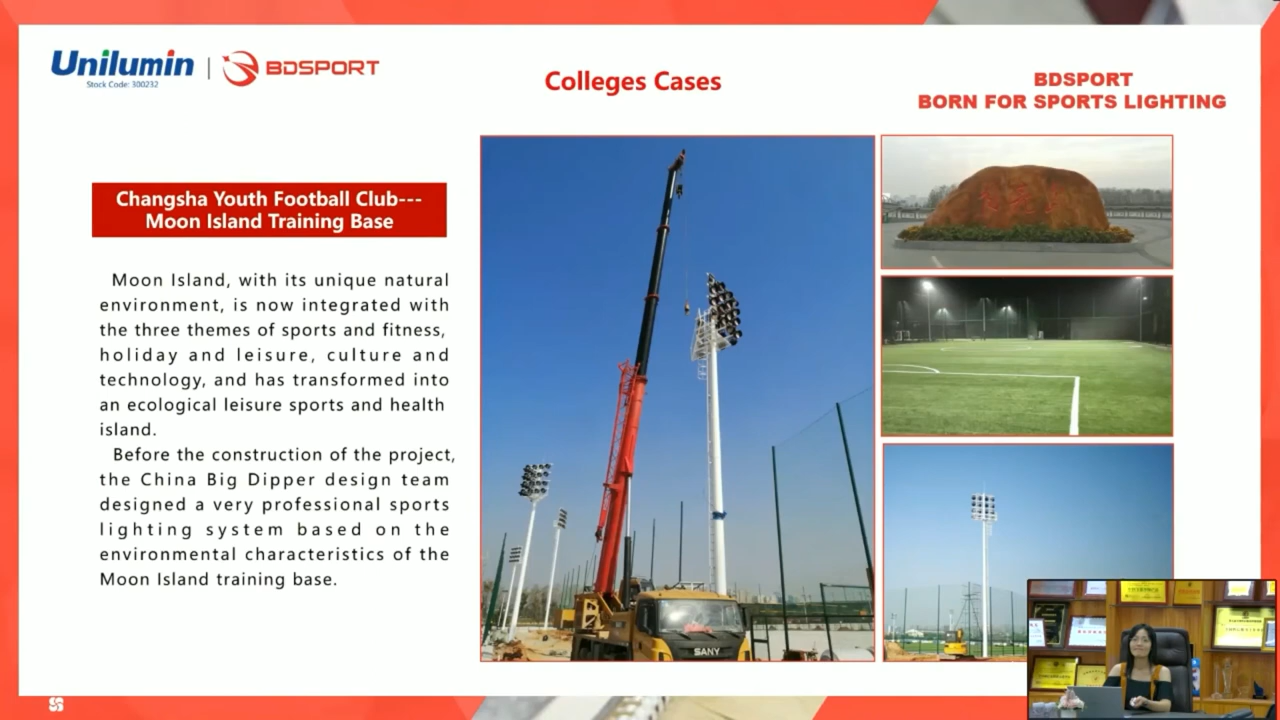 Unilumin
Stock Code: 300232
BDSPORT
Colleges Cases
BDSPORT
BORN FOR SPORTS LIGHTING
Changsha Youth Football Club---
Moon Island Training Base
Moon Island, with its unique natural
environment, is now integrated with
the three themes of sports and fitness,
holiday and leisure, culture and
technology, and has transformed into
an ecological leisure sports and health
island.
Before the construction of the project,
the China Big Dipper design team
designed a very professional sports
lighting system based on the
environmental characteristics of the
Moon Island training base.
SANY